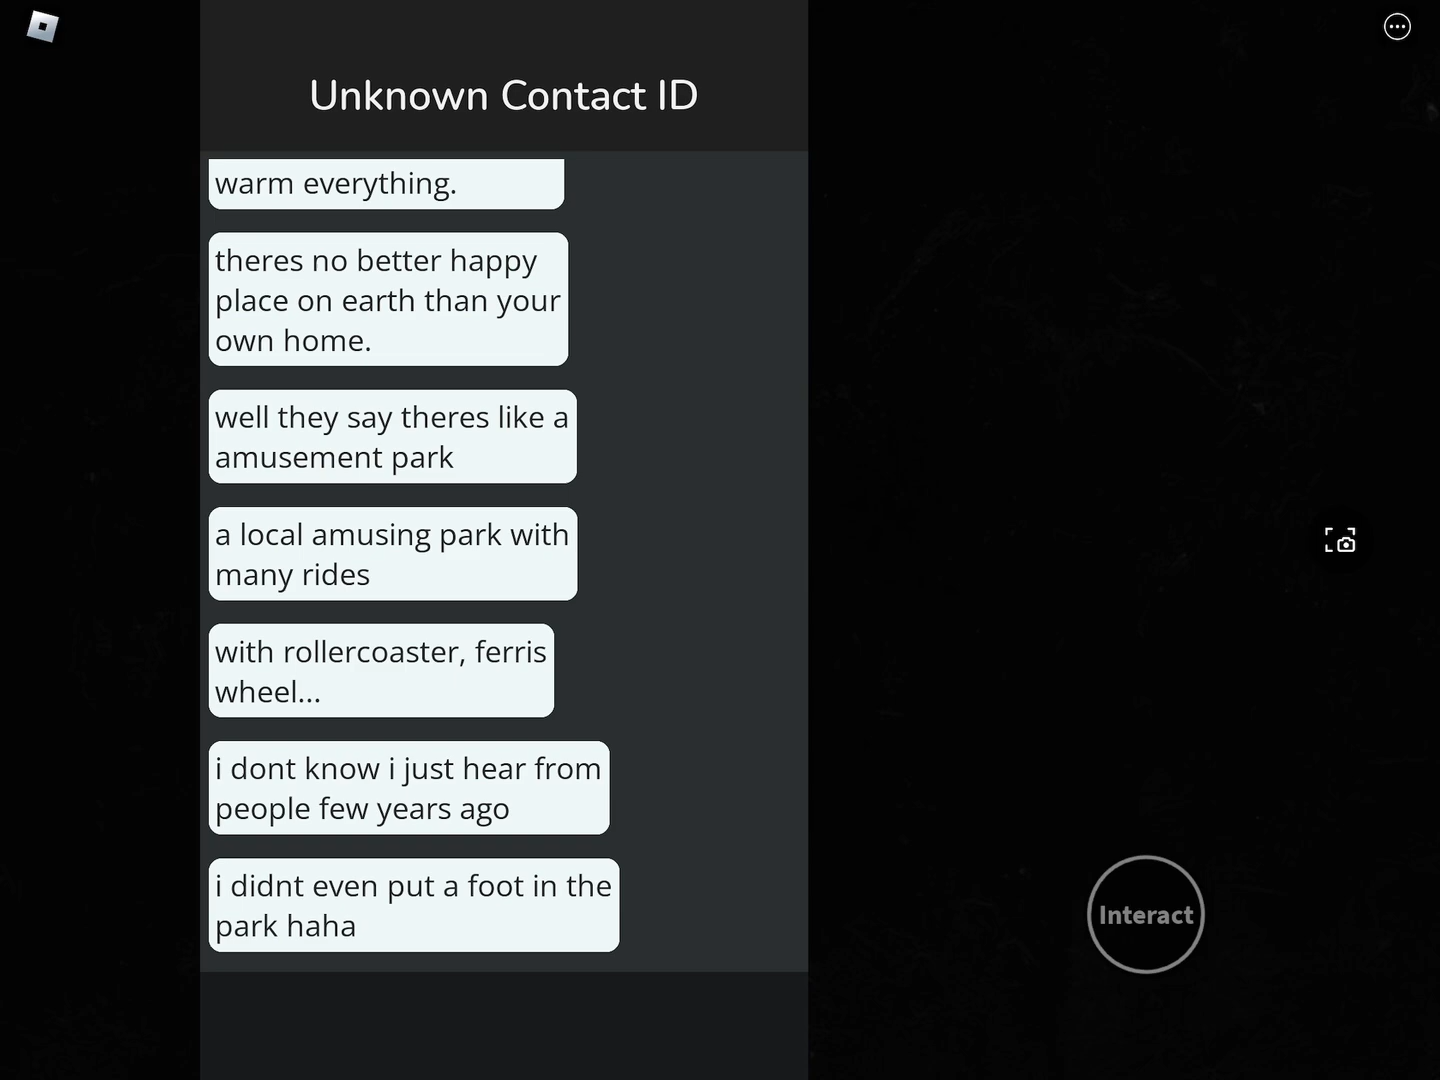 Unknown Contact ID
warm everything.
theres no better happy
place on earth than your
own home.
well they say theres like a
amusement park
a local amusing park with
many rides
with rollercoaster, ferris
wheel...
i dont know i just hear from
people few years ago
i didnt even put a foot in the
park haha
Interact